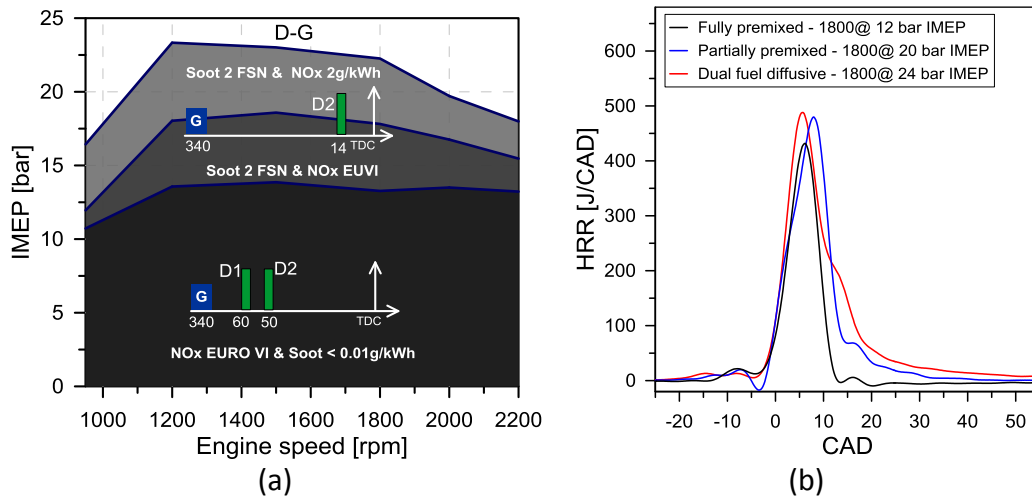 25
20
15
10
5
0
IMEP [bar]
D-G
Soot 2 FSN & NOx 2g/kWh
D2
G
340
14
TDC
Soot 2 FSN & NOx EUVI
D1
D2
G
340
60
50
TDC
NOx EURO VI & Soot < 0.01g/kWh
1000 1200 1400 1600 1800 2000 2200
Engine speed [rpm]
(a)
600
500
400
300
200
100
0
HRR [J/CAD]
Fully premixed - 1800@ 12 bar IMEP
Partially premixed - 1800@ 20 bar IMEP
Dual fuel diffusive - 1800@ 24 bar IMEP
-20 -10 0 10 20 30 40 50
CAD
(b)